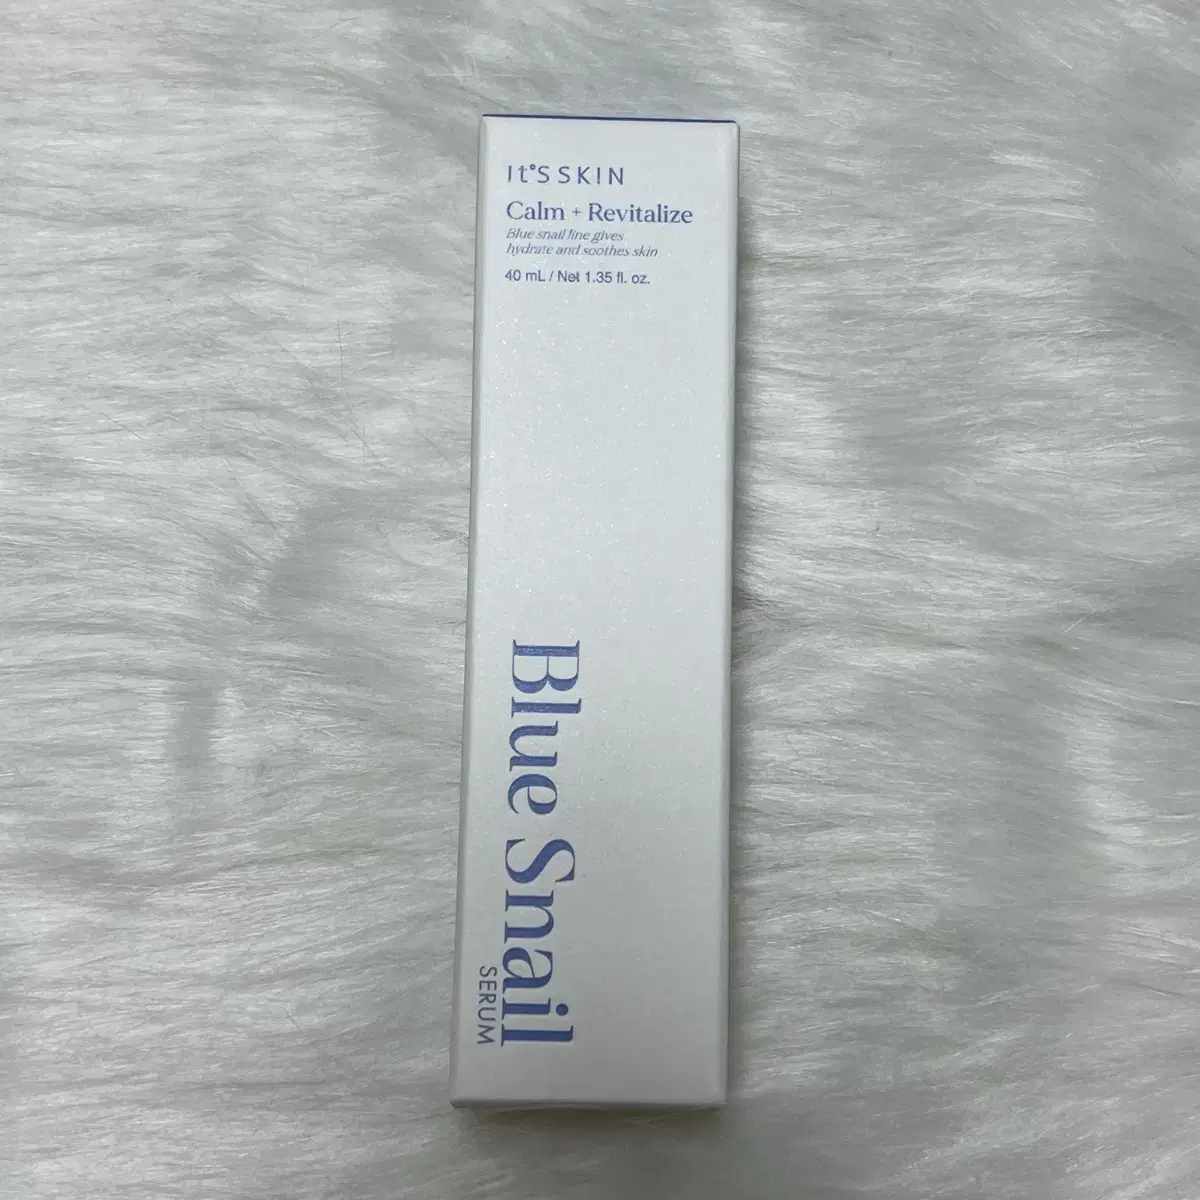 It'S SKIN
Calm + Revitalize
Blue snail line gives
hydrate and soothes skin
40 mL / Net 1.35 fl. oz.
Blue Snail
SERUM